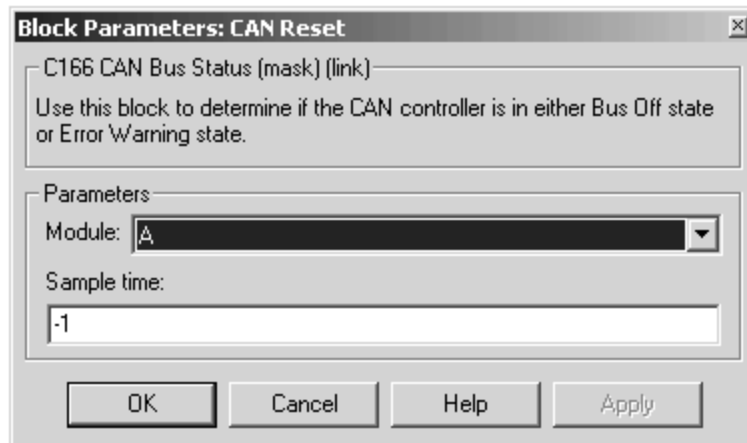 Block Parameters: CAN Reset
C166 CAN Bus Status (mask) (link)
Use this block to determine if the CAN controller is in either Bus Off state
or Error Warning state.
Parameters
Module: A
Sample time:
-1
OK Cancel Help Apply